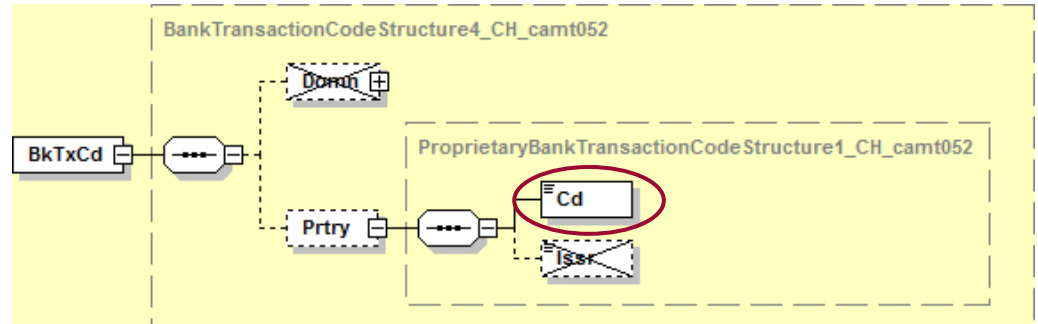 BankTransactionCodeStructure4_CH_camt052
Domn
ProprietaryBankTransactionCodeStructure1_CH_camt052
BkTxCd
Cd
Prtry
Issr